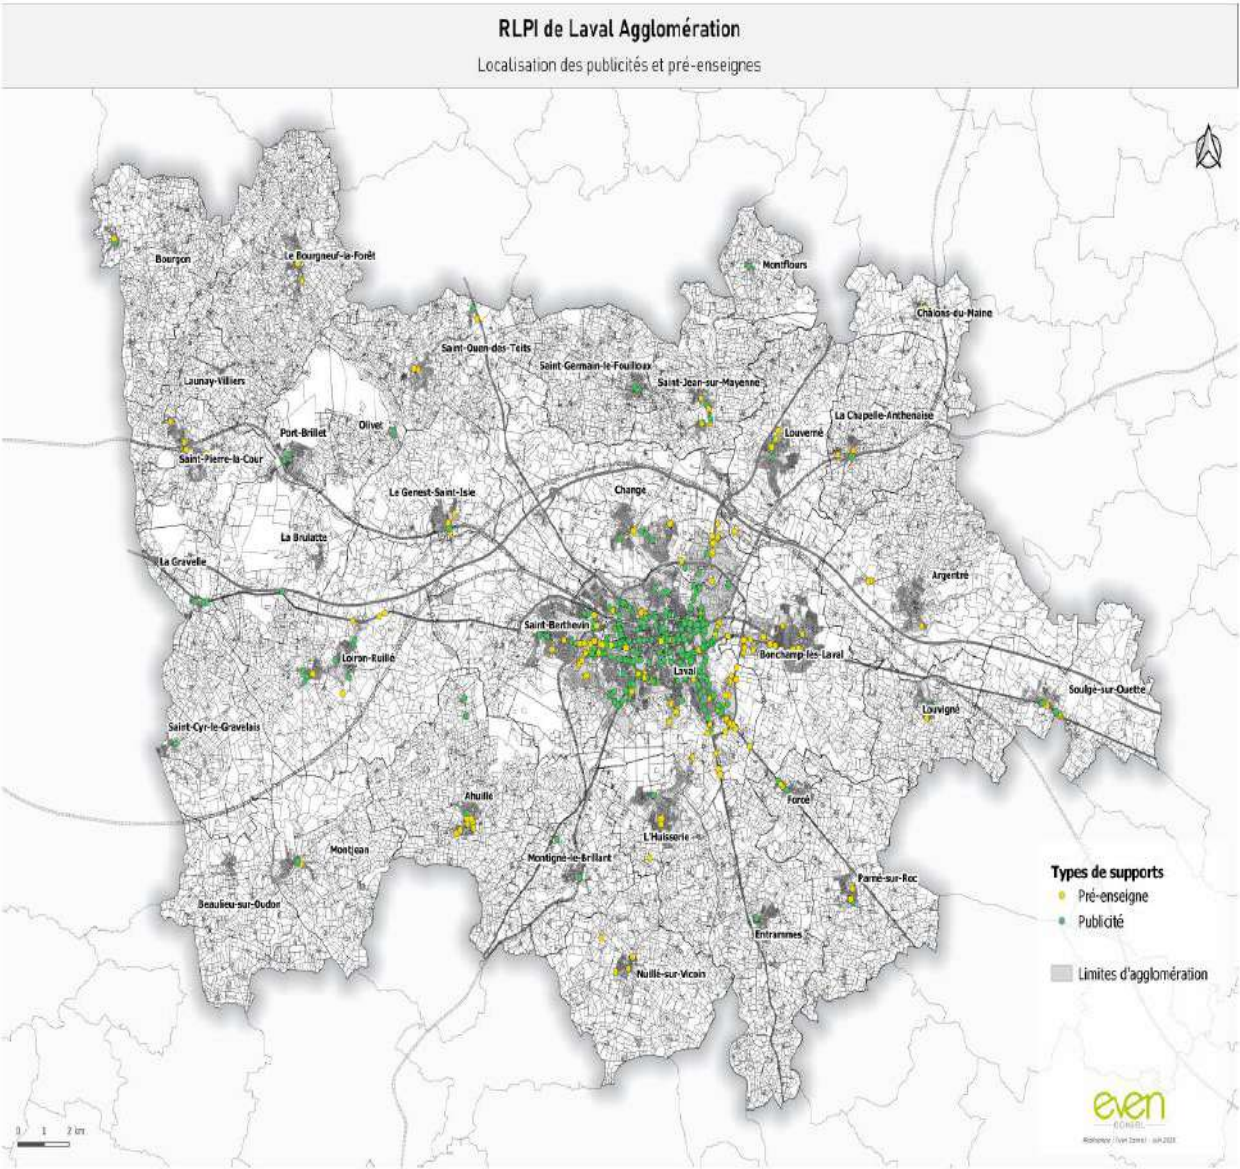 RLPI de Laval Agglomération
Localisation des publicités et pré-enseignes
Bourgon
Le Bourgneuf-la-Forêt
Montflours
Châlons-du-Maine
Saint-Ouen-des-Toits
Saint-Germain-le-Fouilloux
Launay-Villiers
Saint-Jean-sur-Mayenne
La Chapelle-Anthenaise
Olivet
Port-Brillet
Louverné
Saint-Pierre-la-Cour
Le Genest-Saint-Isle
Changé
La Brulatte
La Gravelle
Argentré
Saint-Berthevin
Bonchamp-lès-Laval
Loiron-Ruillé
Laval
Soulgé-sur-Ouette
Louvigné
Saint-Cyr-le-Gravelais
Ahuillé
Forcé
L'Huisserie
Montjean
Montigné-le-Brillant
Parné-sur-Roc
Beaulieu-sur-Oudon
Entrammes
Nuillé-sur-Vicoin
Types de supports
Pré-enseigne
Publicité
Limites d'agglomération
even
CONSEIL
0 1 2 km